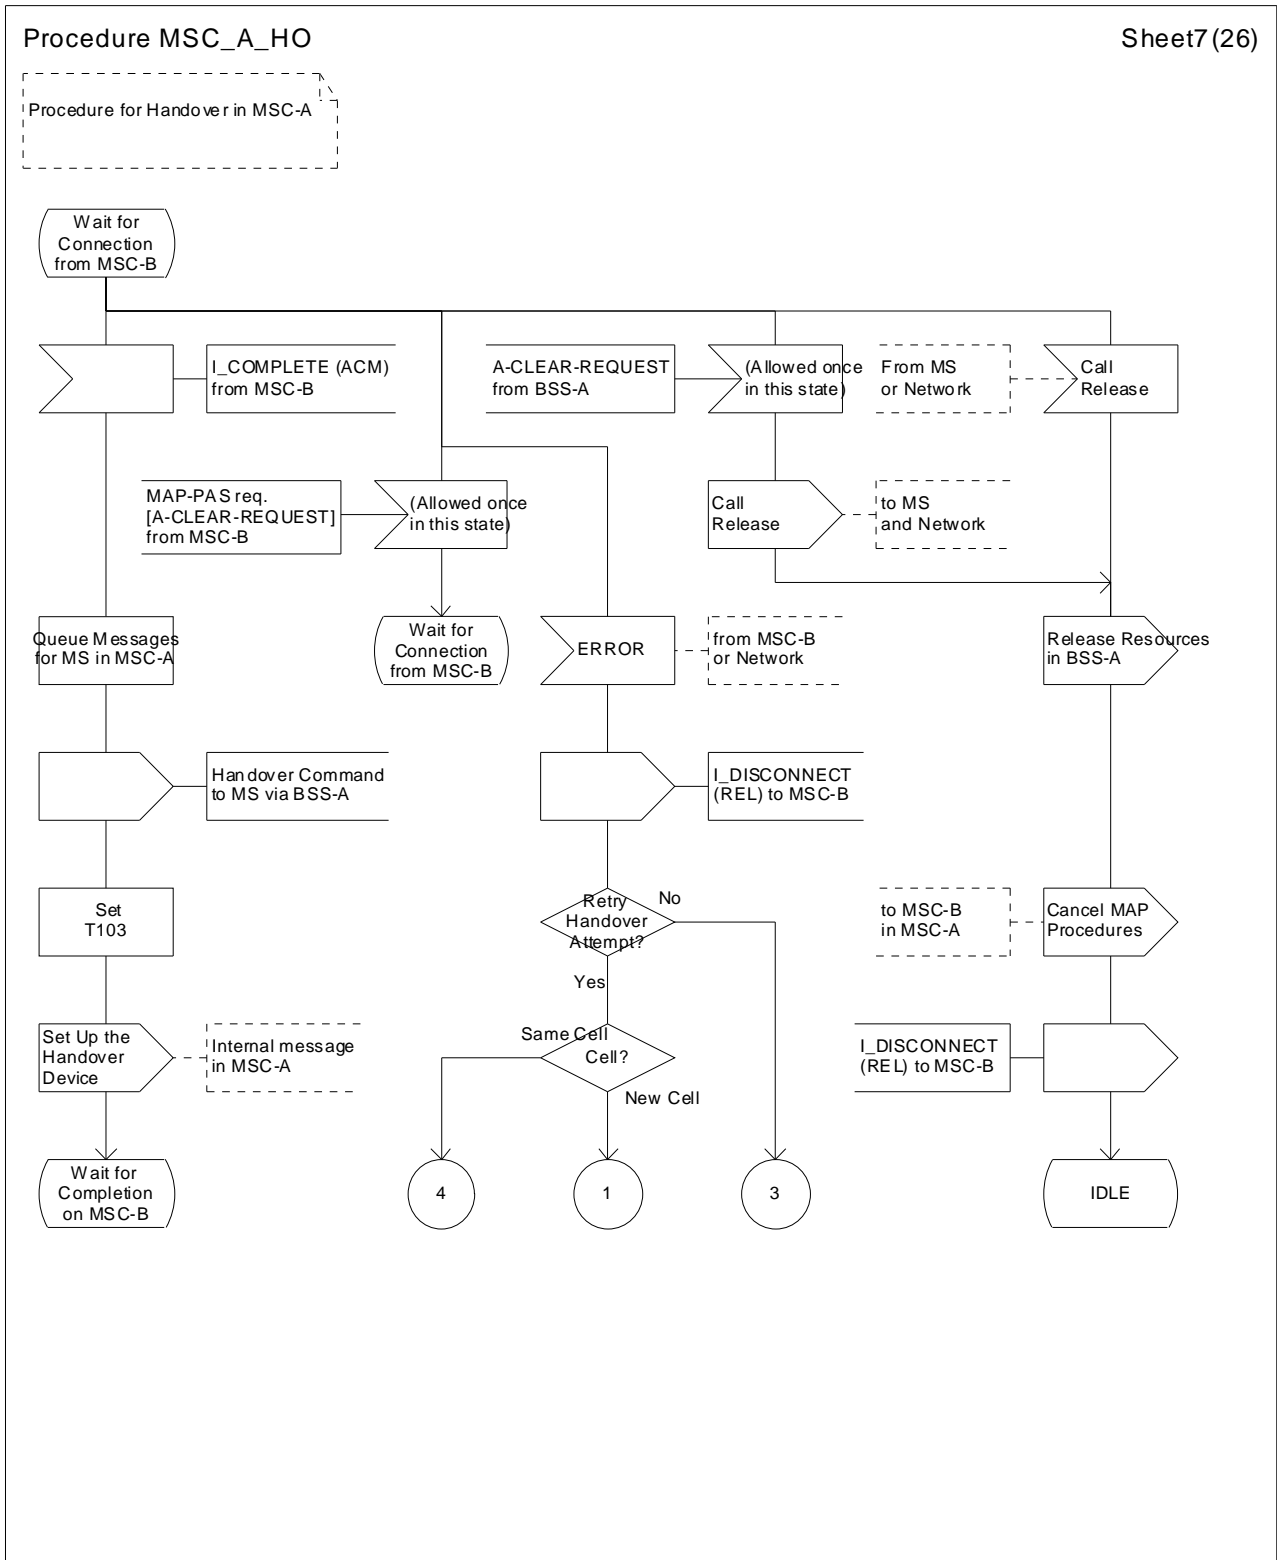 Procedure MSC_A_HO
Sheet7(26)
Procedure for Handover in MSC-A
Wait for
Connection
from MSC-B
I_COMPLETE (ACM)
from MSC-B
A-CLEAR-REQUEST
from BSS-A
(Allowed once
in this state)
From MS
or Network
Call
Release
MAP-PAS req.
[A-CLEAR-REQUEST]
from MSC-B
(Allowed once
in this state)
Call
Release
to MS
and Network
Queue Messages
for MS in MSC-A
Wait for
Connection
from MSC-B
ERROR
from MSC-B
or Network
Release Resources
in BSS-A
Handover Command
to MS via BSS-A
I_DISCONNECT
(REL) to MSC-B
Set
T103
Retry
Handover
Attempt?
No
Yes
to MSC-B
in MSC-A
Cancel MAP
Procedures
Set Up the
Handover
Device
Internal message
in MSC-A
Same Cell
Cell?
New Cell
I_DISCONNECT
(REL) to MSC-B
Wait for
Completion
on MSC-B
4
1
3
IDLE